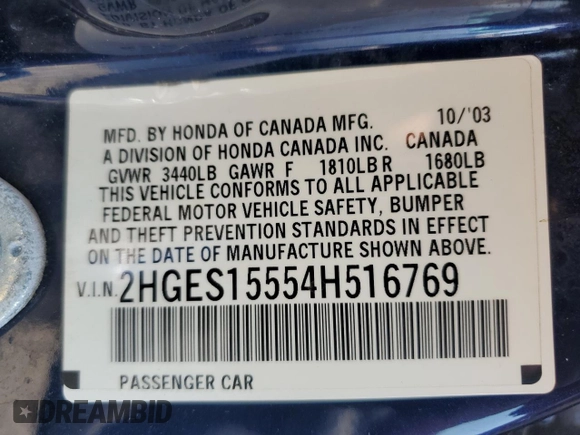 MFD. BY HONDA OF CANADA MFG. 10/'03
A DIVISION OF HONDA CANADA INC. CANADA
GVWR 3440LB GAWR F 1810LB R 1680LB
THIS VEHICLE CONFORMS TO ALL APPLICABLE
FEDERAL MOTOR VEHICLE SAFETY, BUMPER
AND THEFT PREVENTION STANDARDS IN EFFECT
ON THE DATE OF MANUFACTURE SHOWN ABOVE.
V.I.N. 2HGES15554H516769
PASSENGER CAR
DREAMBID